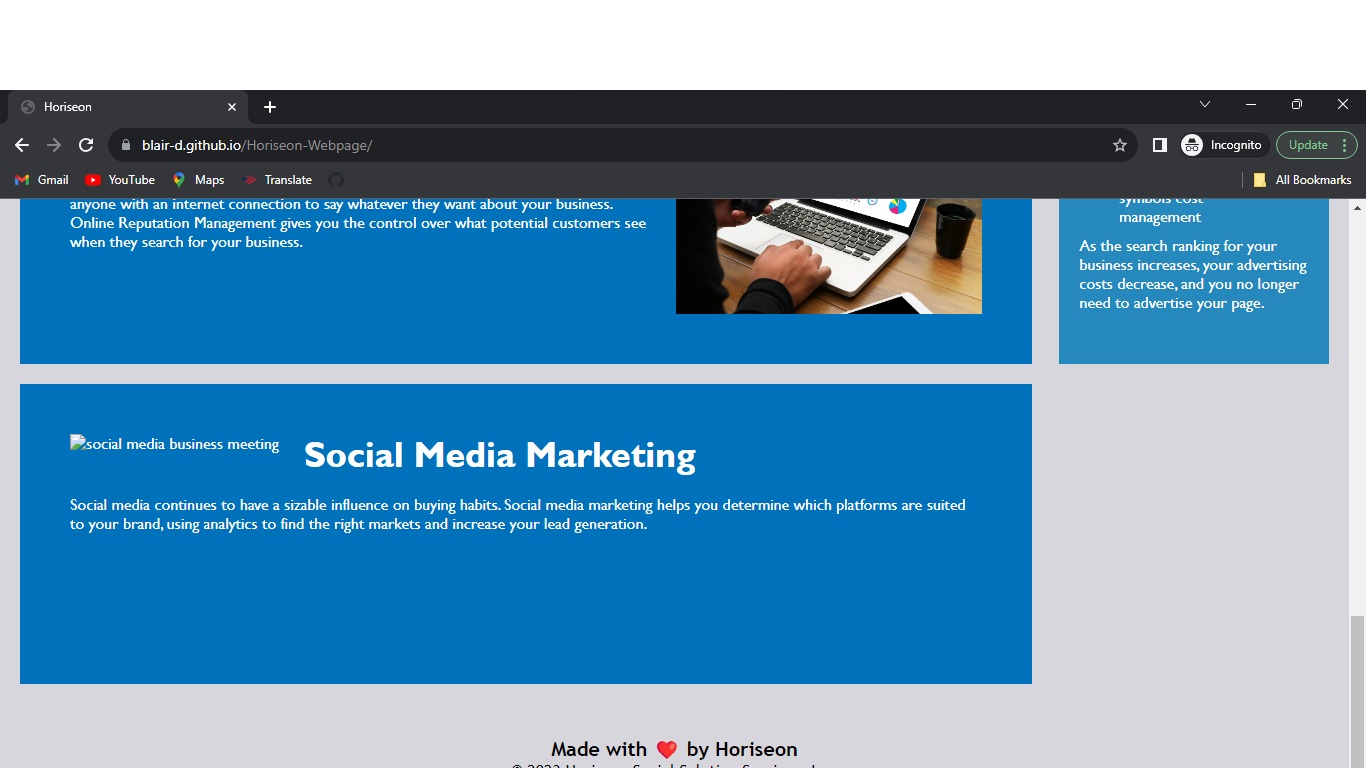 Horiseon
blair-d.github.io/Horiseon-Webpage/
Incognito
Update
Gmail
YouTube
Maps
Translate
All Bookmarks
anyone with an internet connection to say whatever they want about your business.
Online Reputation Management gives you the control over what potential customers see
when they search for your business.
symbols cost
management
As the search ranking for your
business increases, your advertising
costs decrease, and you no longer
need to advertise your page.
social media business meeting
Social Media Marketing
Social media continues to have a sizable influence on buying habits. Social media marketing helps you determine which platforms are suited
to your brand, using analytics to find the right markets and increase your lead generation.
Made with ❤️ by Horiseon